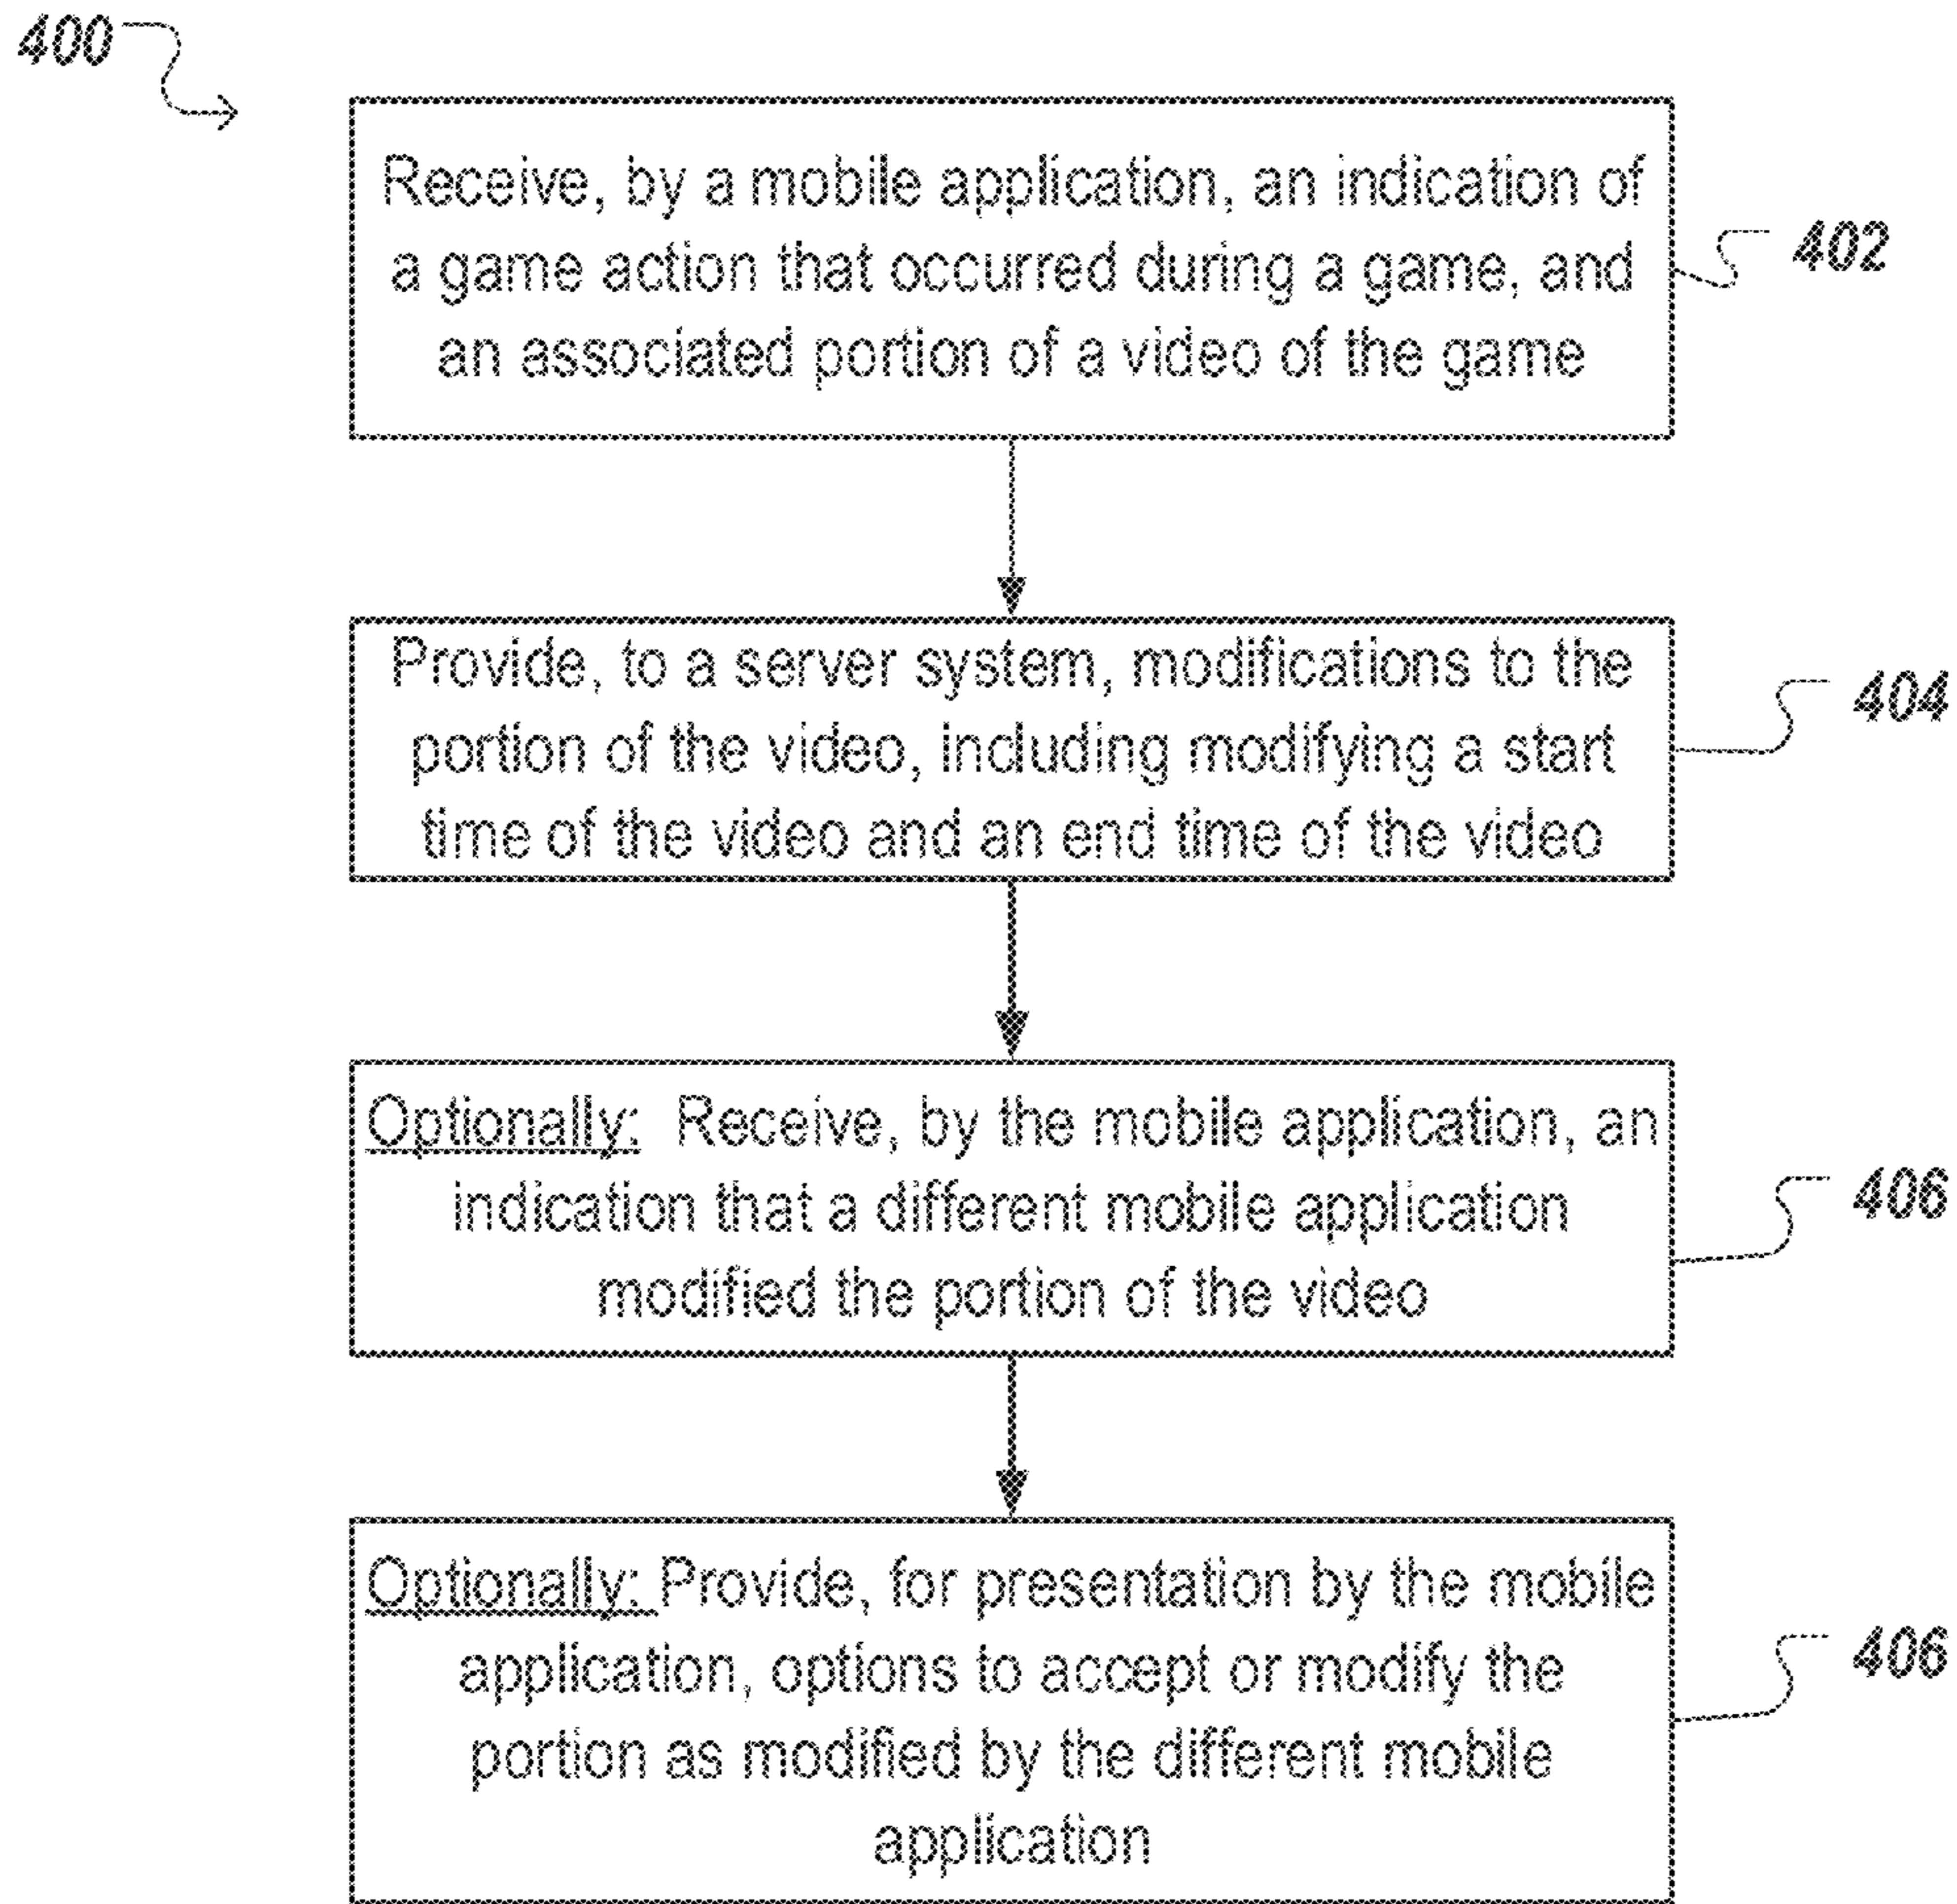 400
Receive, by a mobile application, an indication of
a game action that occurred during a game, and
an associated portion of a video of the game
402
Provide, to a server system, modifications to the
portion of the video, including modifying a start
time of the video and an end time of the video
404
Optionally: Receive, by the mobile application, an
indication that a different mobile application
modified the portion of the video
406
Optionally: Provide, for presentation by the mobile
application, options to accept or modify the
portion as modified by the different mobile
application
406